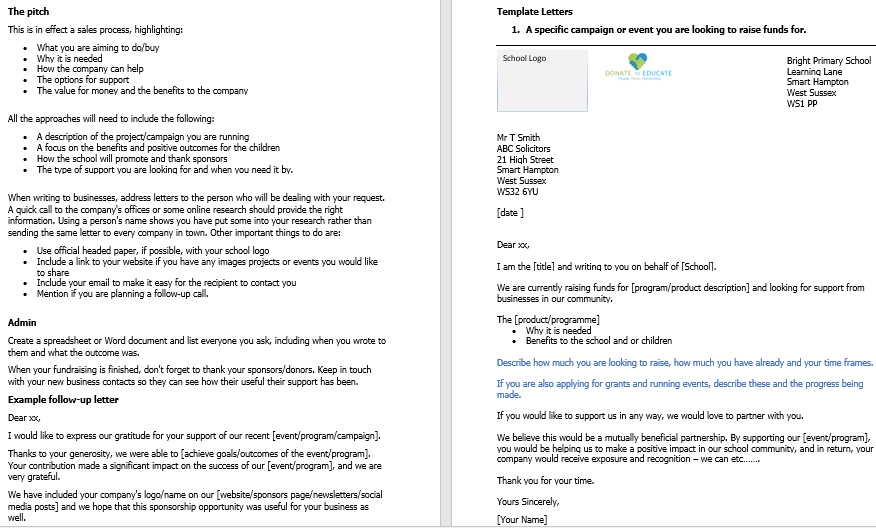 The pitch
This is in effect a sales process, highlighting:
• What you are aiming to do/buy
• Why it is needed
• How the company can help
• The options for support
• The value for money and the benefits to the company
All the approaches will need to include the following:
• A description of the project/campaign you are running
• A focus on the benefits and positive outcomes for the children
• How the school will promote and thank sponsors
• The type of support you are looking for and when you need it by.
When writing to businesses, address letters to the person who will be dealing with your request.
A quick call to the company's offices or some online research should provide the right
information. Using a person's name shows you have put some into your research rather than
sending the same letter to every company in town. Other important things to do are:
• Use official headed paper, if possible, with your school logo
• Include a link to your website if you have any images projects or events you would like
to share
• Include your email to make it easy for the recipient to contact you
• Mention if you are planning a follow-up call.
Admin
Create a spreadsheet or Word document and list everyone you ask, including when you wrote to
them and what the outcome was.
When your fundraising is finished, don't forget to thank your sponsors/donors. Keep in touch
with your new business contacts so they can see how their useful their support has been.
Example follow-up letter
Dear xx,
I would like to express our gratitude for your support of our recent [event/program/campaign].
Thanks to your generosity, we were able to [achieve goals/outcomes of the event/program].
Your contribution made a significant impact on the success of our [event/program], and we are
very grateful.
We have included your company's logo/name on our [website/sponsors page/newsletters/social
media posts] and we hope that this sponsorship opportunity was useful for your business as
well.
Template Letters
1. A specific campaign or event you are looking to raise funds for.
School Logo
DONATE TO EDUCATE
Bright Primary School
Learning Lane
Smart Hampton
West Sussex
WS1 PP
Mr T Smith
ABC Solicitors
21 High Street
Smart Hampton
West Sussex
WS32 6YU
[date ]
Dear xx,
I am the [title] and writing to you on behalf of [School].
We are currently raising funds for [program/product description] and looking for support from
businesses in our community.
The [product/programme]
• Why it is needed
• Benefits to the school and or children
Describe how much you are looking to raise, how much you have already and your time frames.
If you are also applying for grants and running events, describe these and the progress being
made.
If you would like to support us in any way, we would love to partner with you.
We believe this would be a mutually beneficial partnership. By supporting our [event/program],
you would be helping us to make a positive impact in our school community, and in return, your
company would receive exposure and recognition – we can etc.......
Thank you for your time.
Yours Sincerely,
[Your Name]